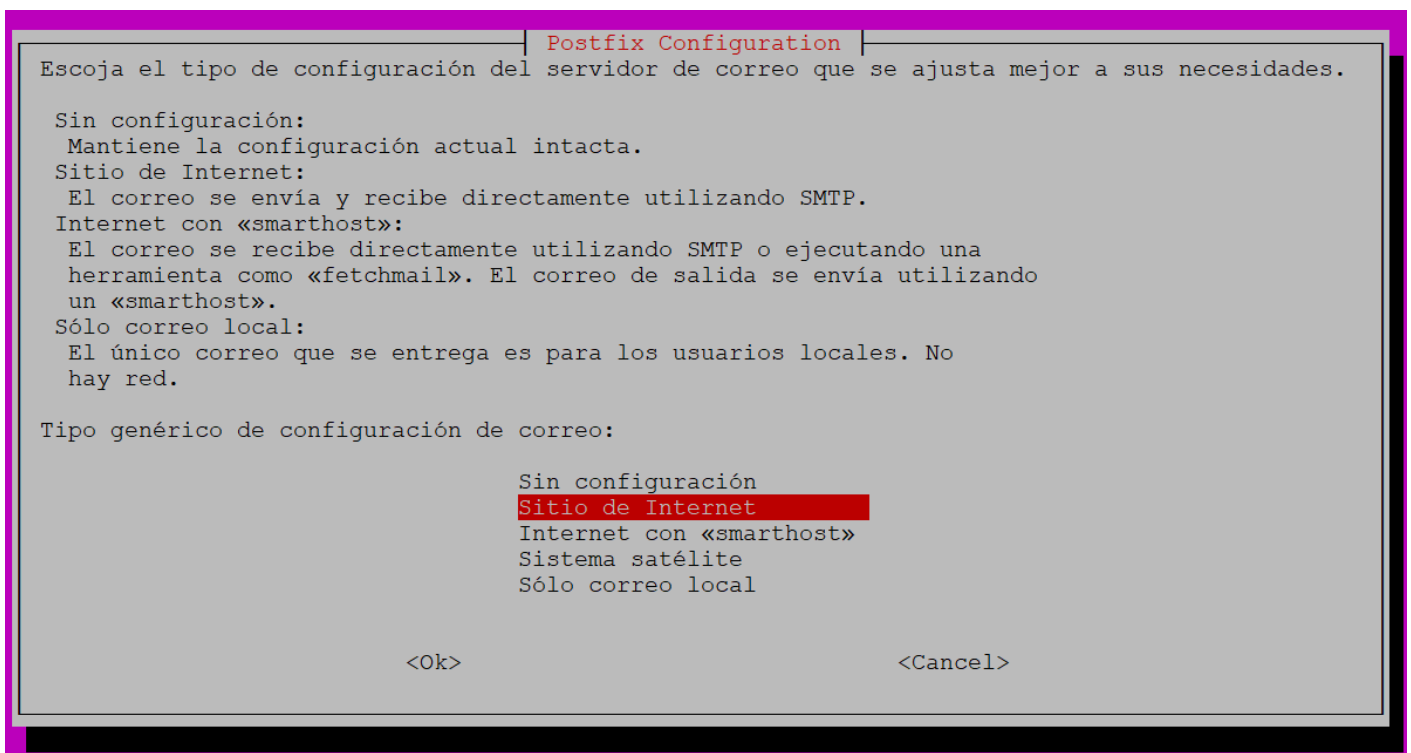 Postfix Configuration
Escoja el tipo de configuración del servidor de correo que se ajusta mejor a sus necesidades.
Sin configuración:
Mantiene la configuración actual intacta.
Sitio de Internet:
El correo se envía y recibe directamente utilizando SMTP.
Internet con «smarthost»:
El correo se recibe directamente utilizando SMTP o ejecutando una
herramienta como «fetchmail». El correo de salida se envía utilizando
un «smarthost».
Sólo correo local:
El único correo que se entrega es para los usuarios locales. No
hay red.
Tipo genérico de configuración de correo:
Sin configuración
Sitio de Internet
Internet con «smarthost»
Sistema satélite
Sólo correo local
<Ok> <Cancel>